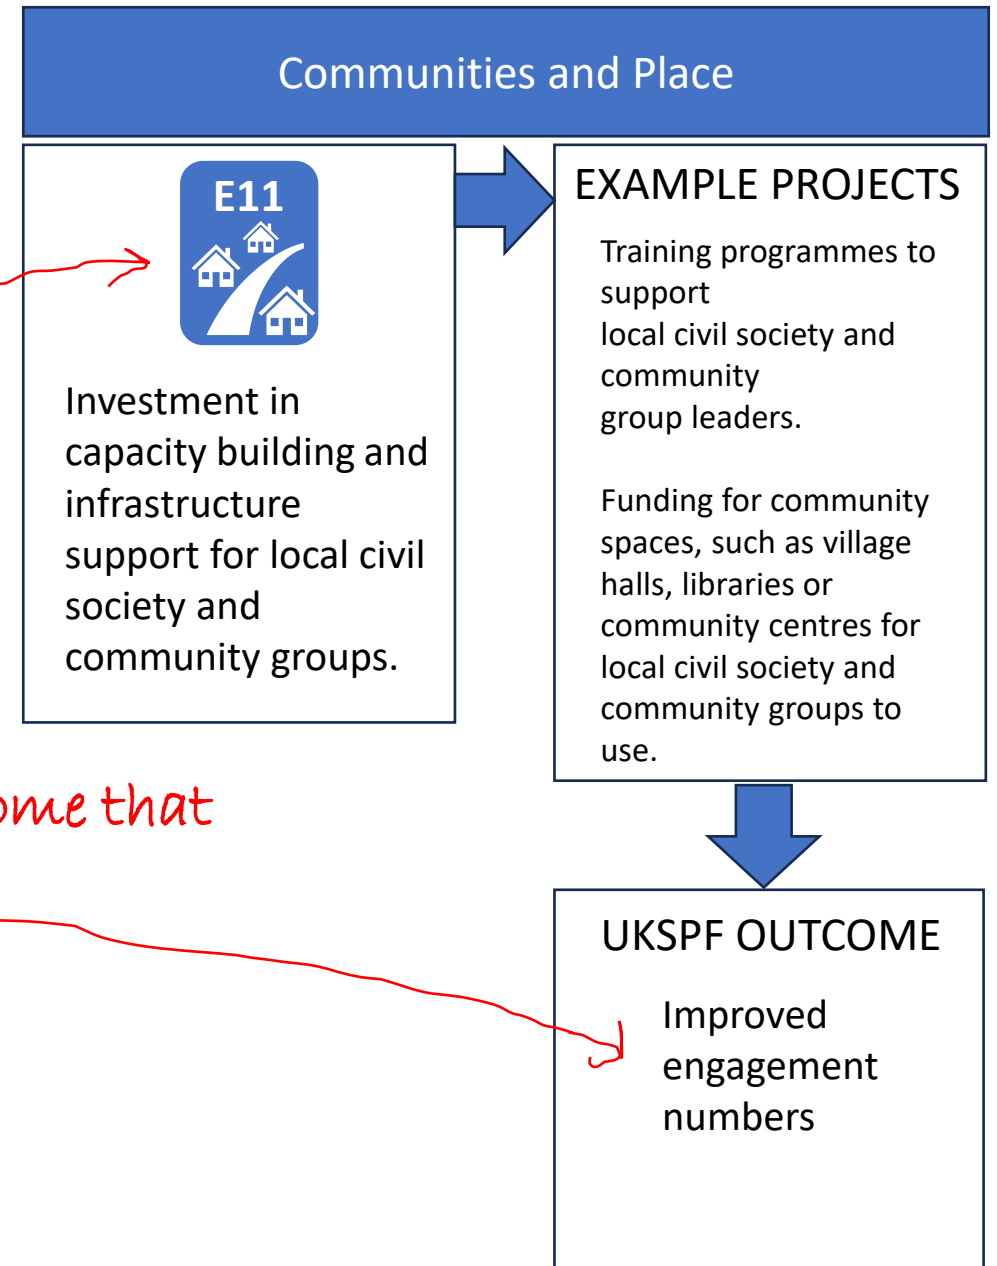 Communities and Place
E11
Investment in
capacity building and
infrastructure
support for local civil
society and
community groups.
EXAMPLE PROJECTS
Training programmes to
support
local civil society and
community
group leaders.
Funding for community
spaces, such as village
halls, libraries or
community centres for
local civil society and
community groups to
use.
that
UKSPF OUTCOME
Improved
engagement
numbers